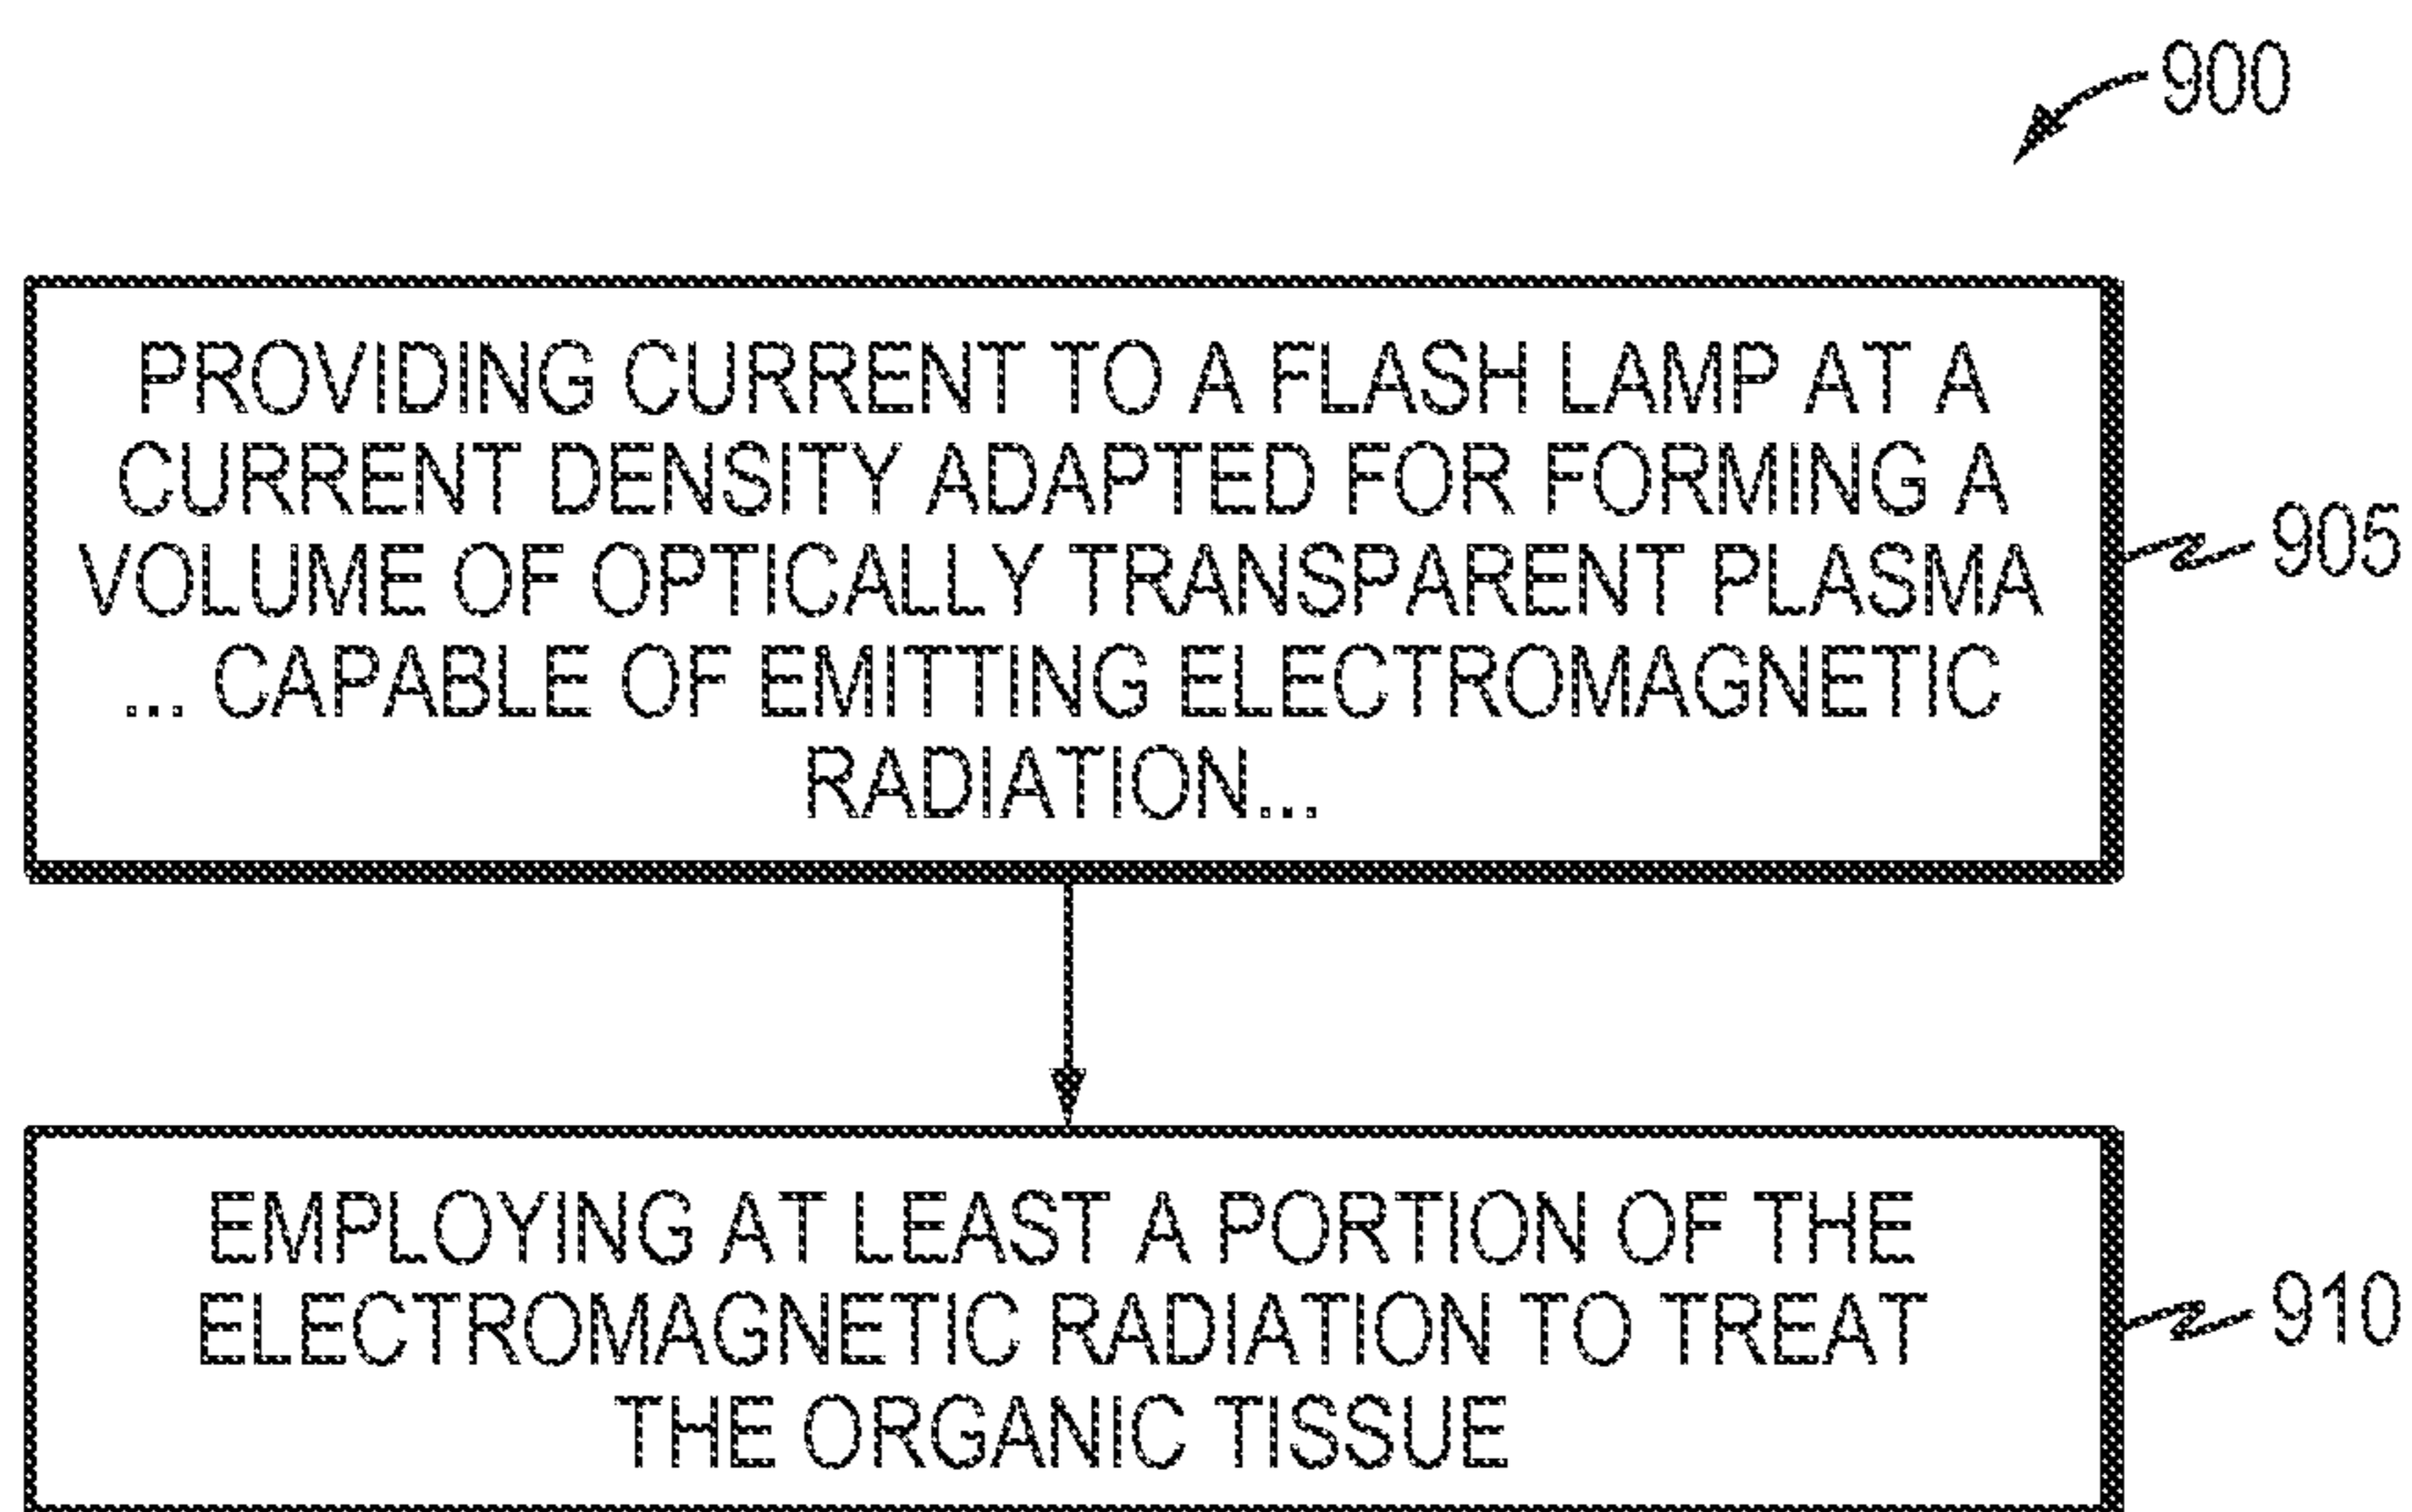 900
PROVIDING CURRENT TO A FLASH LAMP AT A
CURRENT DENSITY ADAPTED FOR FORMING A
VOLUME OF OPTICALLY TRANSPARENT PLASMA
... CAPABLE OF EMITTING ELECTROMAGNETIC
RADIATION...
905
EMPLOYING AT LEAST A PORTION OF THE
ELECTROMAGNETIC RADIATION TO TREAT
THE ORGANIC TISSUE
910